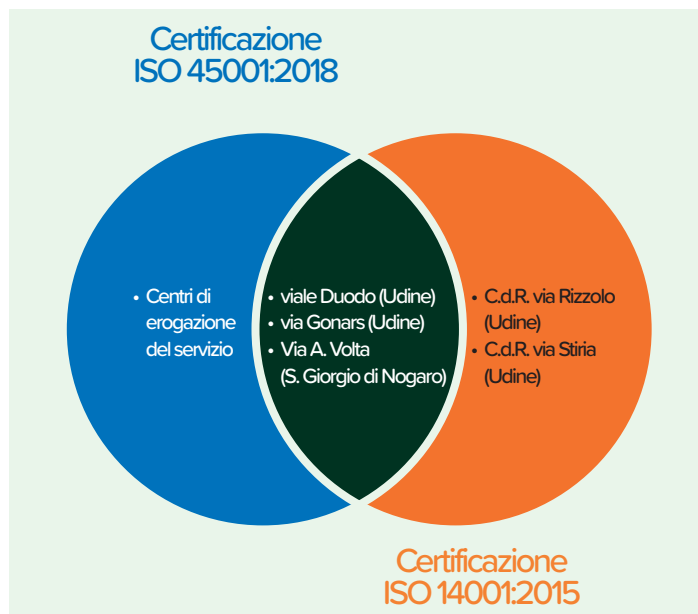 Certificazione
ISO 45001:2018
• Centri di
erogazione
del servizio
• viale Duodo (Udine)
• via Gonars (Udine)
• Via A. Volta
(S. Giorgio di Nogaro)
• C.d.R. via Rizzolo
(Udine)
• C.d.R. via Stiria
(Udine)
Certificazione
ISO 14001:2015